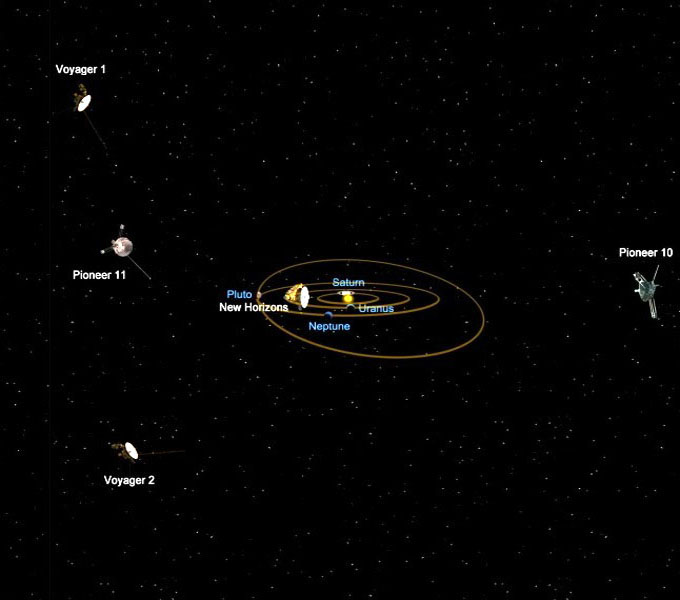 Voyager 1
Pioneer 10
Pioneer 11
Saturn
Pluto
New Horizons
Uranus
Neptune
Voyager 2